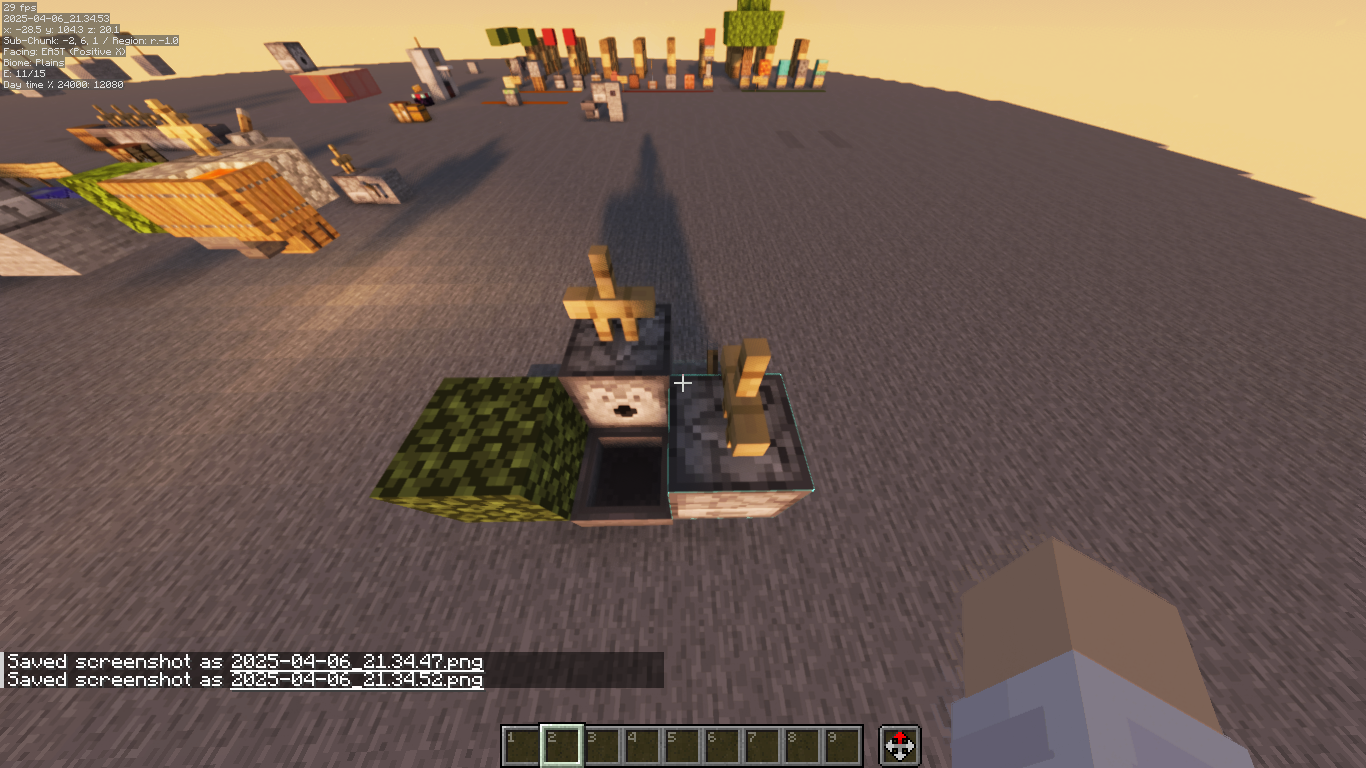 29 fps
2025-04-06_21.34.53
x: -28.5 y: 104.3 z: 20.1
Sub-Chunk: -2, 6, 1 / Region: r.-1.0
Facing: EAST (Positive X)
Biome: Plains
E: 11/15
Day time % 24000: 12080
Saved screenshot as 2025-04-06_21.34.47.png
Saved screenshot as 2025-04-06_21.34.52.png
1 2 3 4 5 6 7 8 9